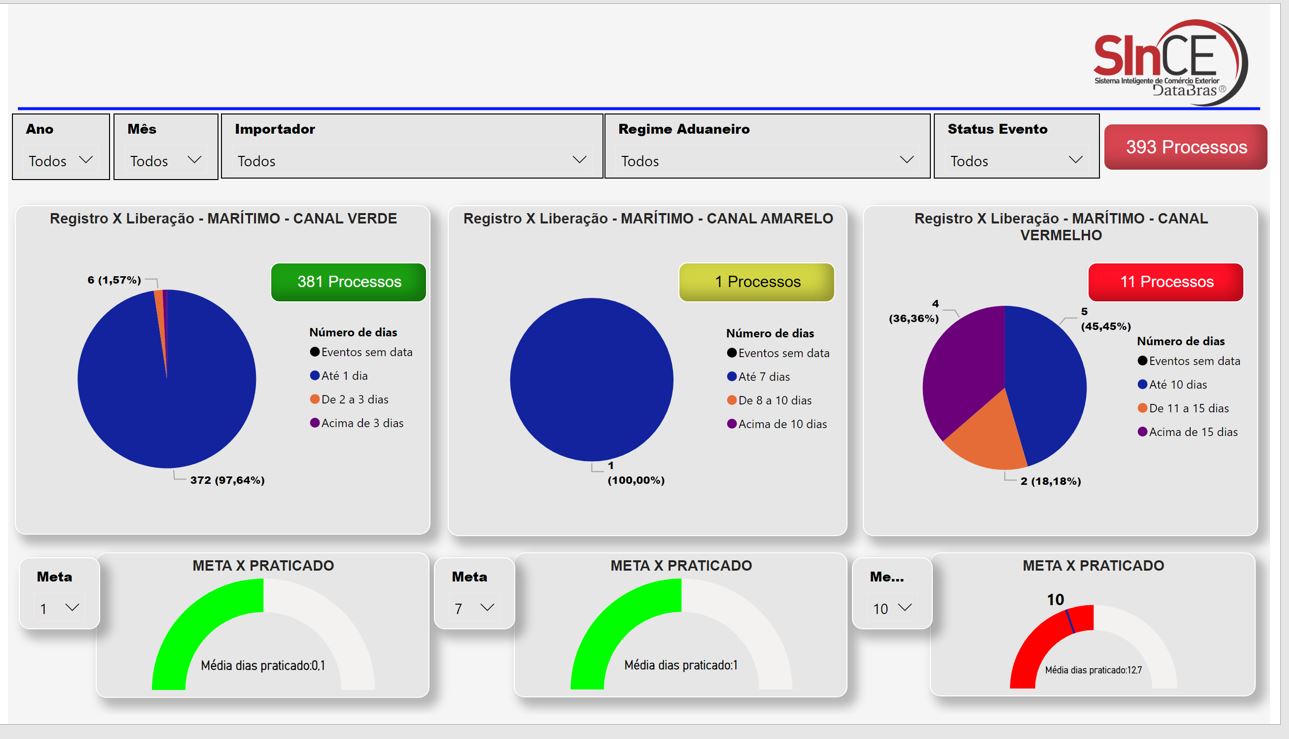 SInCE
Sistema Inteligente de Comércio Exterior
DataBras®
Ano
Todos
Mês
Todos
Importador
Todos
Regime Aduaneiro
Todos
Status Evento
Todos
393 Processos
Registro X Liberação - MARÍTIMO - CANAL VERDE
381 Processos
6 (1,57%)
372 (97,64%)
Número de dias
Eventos sem data
Até 1 dia
De 2 a 3 dias
Acima de 3 dias
Registro X Liberação - MARÍTIMO - CANAL AMARELO
1 Processos
1
(100,00%)
Número de dias
Eventos sem data
Até 7 dias
De 8 a 10 dias
Acima de 10 dias
Registro X Liberação - MARÍTIMO - CANAL
VERMELHO
11 Processos
4
(36,36%)
5
(45,45%)
2 (18,18%)
Número de dias
Eventos sem data
Até 10 dias
De 11 a 15 dias
Acima de 15 dias
Meta
1
META X PRATICADO
Média dias praticado:0,1
Meta
7
META X PRATICADO
Média dias praticado:1
Me...
10
META X PRATICADO
10
Média dias praticado:12.7